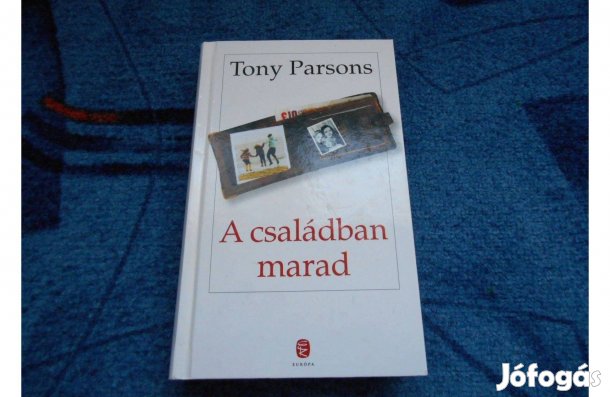 Tony Parsons
A családban
marad
EURÓPA
Jófogás